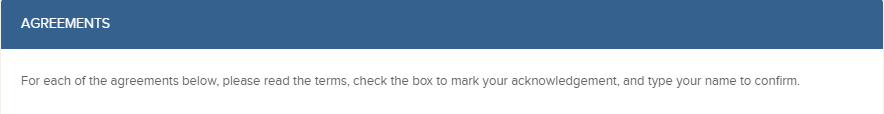 AGREEMENTS
For each of the agreements below, please read the terms, check the box to mark your acknowledgement, and type your name to confirm.